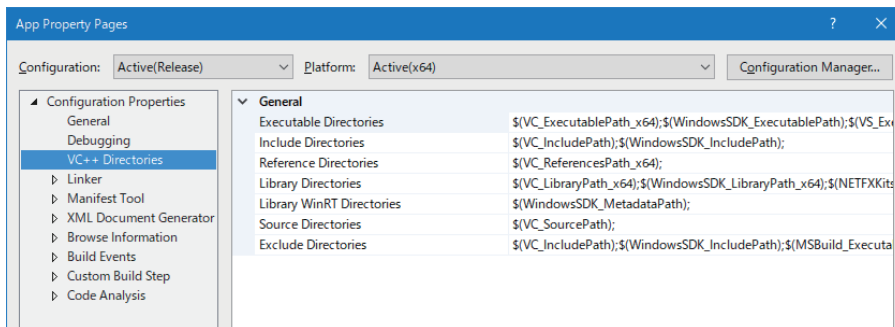 App Property Pages
?
Configuration: Active(Release) Platform: Active(x64) Configuration Manager...
Configuration Properties
General
Debugging
VC++ Directories
Linker
Manifest Tool
XML Document Generator
Browse Information
Build Events
Custom Build Step
Code Analysis
General
Executable Directories $(VC_ExecutablePath_x64);$(WindowsSDK_ExecutablePath);$(VS_Exe
Include Directories $(VC_IncludePath);$(WindowsSDK_IncludePath);
Reference Directories $(VC_ReferencesPath_x64);
Library Directories $(VC_LibraryPath_x64);$(WindowsSDK_LibraryPath_x64);$(NETFXKits
Library WinRT Directories $(WindowsSDK_MetadataPath);
Source Directories $(VC_SourcePath);
Exclude Directories $(VC_IncludePath);$(WindowsSDK_IncludePath);$(MSBuild_Executa